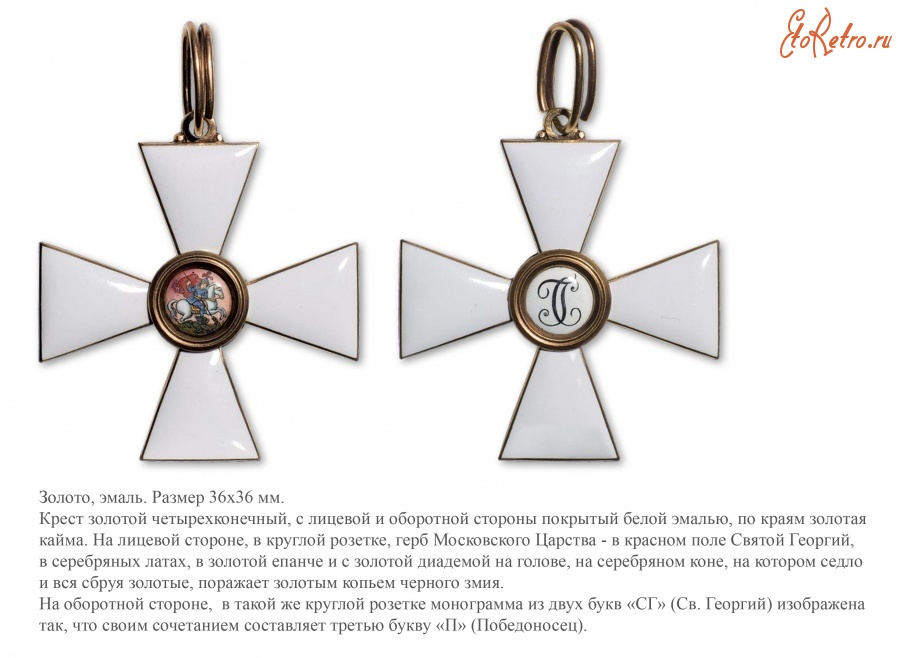 EtoRetro.ru
СГ
Золото, эмаль. Размер 36х36 мм.
Крест золотой четырехконечный, с лицевой и оборотной стороны покрытый белой эмалью, по краям золотая
кайма. На лицевой стороне, в круглой розетке, герб Московского Царства - в красном поле Святой Георгий,
в серебряных латах, в золотой епанче и с золотой диадемой на голове, на серебряном коне, на котором седло
и вся сбруя золотые, поражает золотым копьем черного змия.
На оборотной стороне,  в такой же круглой розетке монограмма из двух букв «СГ» (Св. Георгий) изображена
так, что своим сочетанием составляет третью букву «П» (Победоносец).